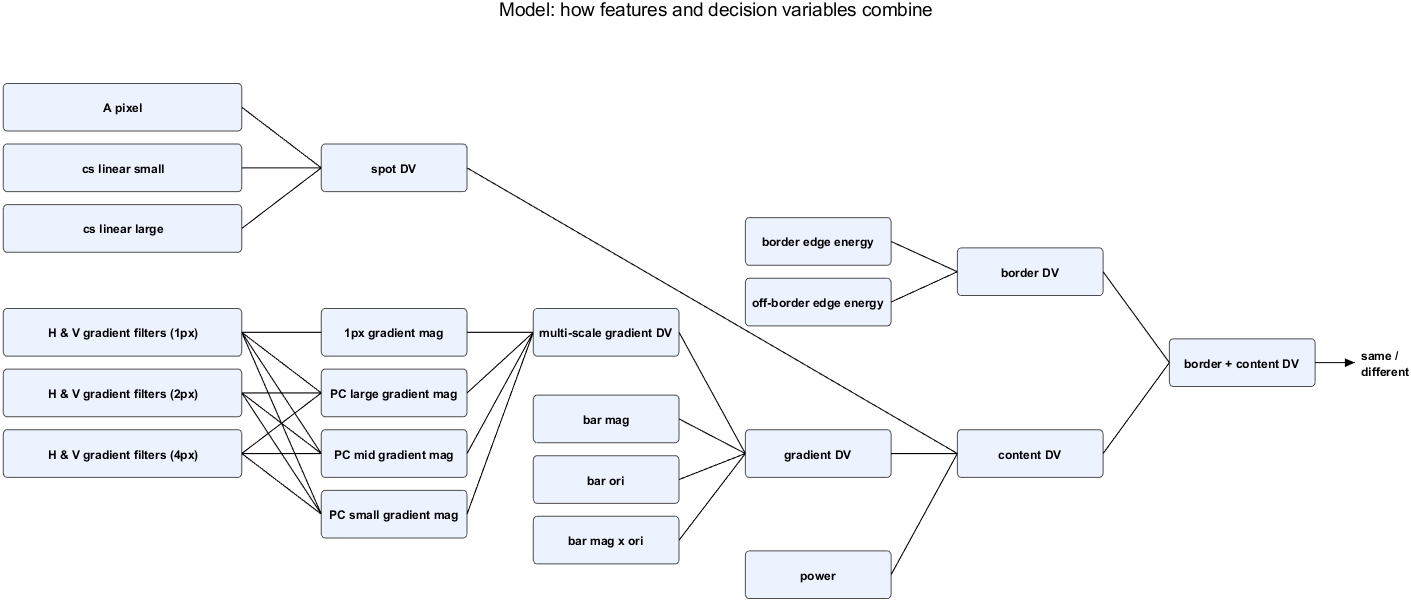 Model: how features and decision variables combine
A pixel
cs linear small
spot DV
cs linear large
border edge energy
off-border edge energy
border DV
H & V gradient filters (1px)
1px gradient mag
multi-scale gradient DV
border + content DV
same /
different
H & V gradient filters (2px)
PC large gradient mag
bar mag
H & V gradient filters (4px)
PC mid gradient mag
gradient DV
content DV
bar ori
PC small gradient mag
bar mag x ori
power